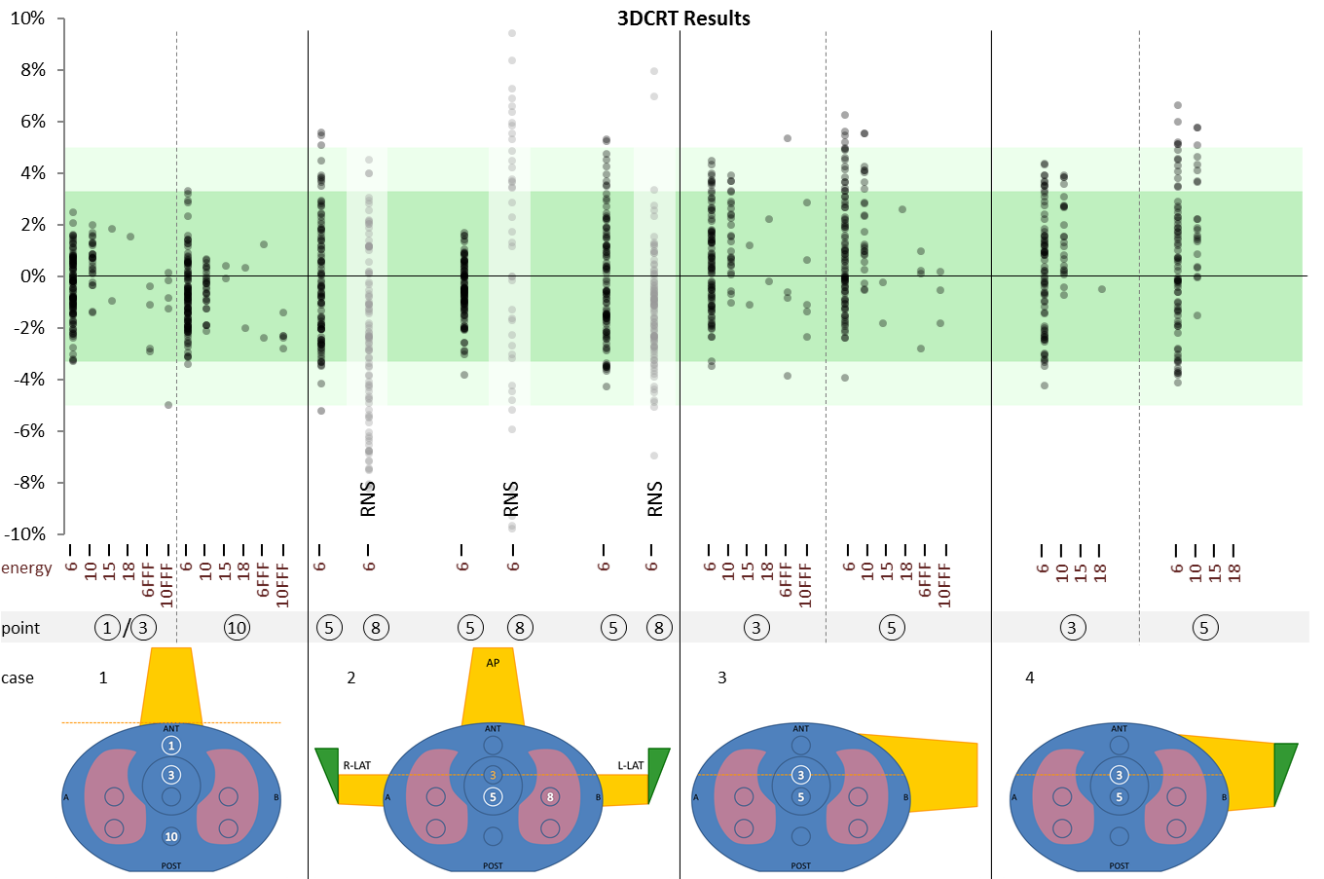 3DCRT Results
10%
8%
6%
4%
2%
0%
-2%
-4%
-6%
-8%
-10%
RNS RNS RNS
energy 6 10 15 18 6FFF 10FFF 6 10 15 18 6FFF 10FFF 6 6 6 6 6 6 6 10 15 18 6FFF 10FFF 6 10 15 18 6FFF 10FFF 6 10 15 18 6 10 15 18
point 1 / 3 10 5 8 5 8 5 8 3 5 3 5
case 1 2 3 4
AP
ANT ANT ANT ANT
1
R-LAT L-LAT
3 3 3 3
A B A 5 8 B A 5 B A 5 B
10
POST POST POST POST